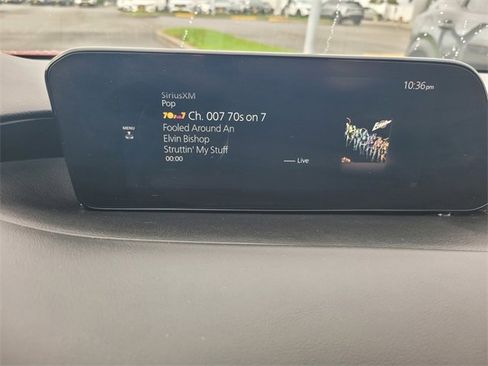 10:36pm
SiriusXM
Pop
70s on 7 Ch. 007 70s on 7
MENU
Fooled Around An
Elvin Bishop
Struttin' My Stuff
00:00
Live